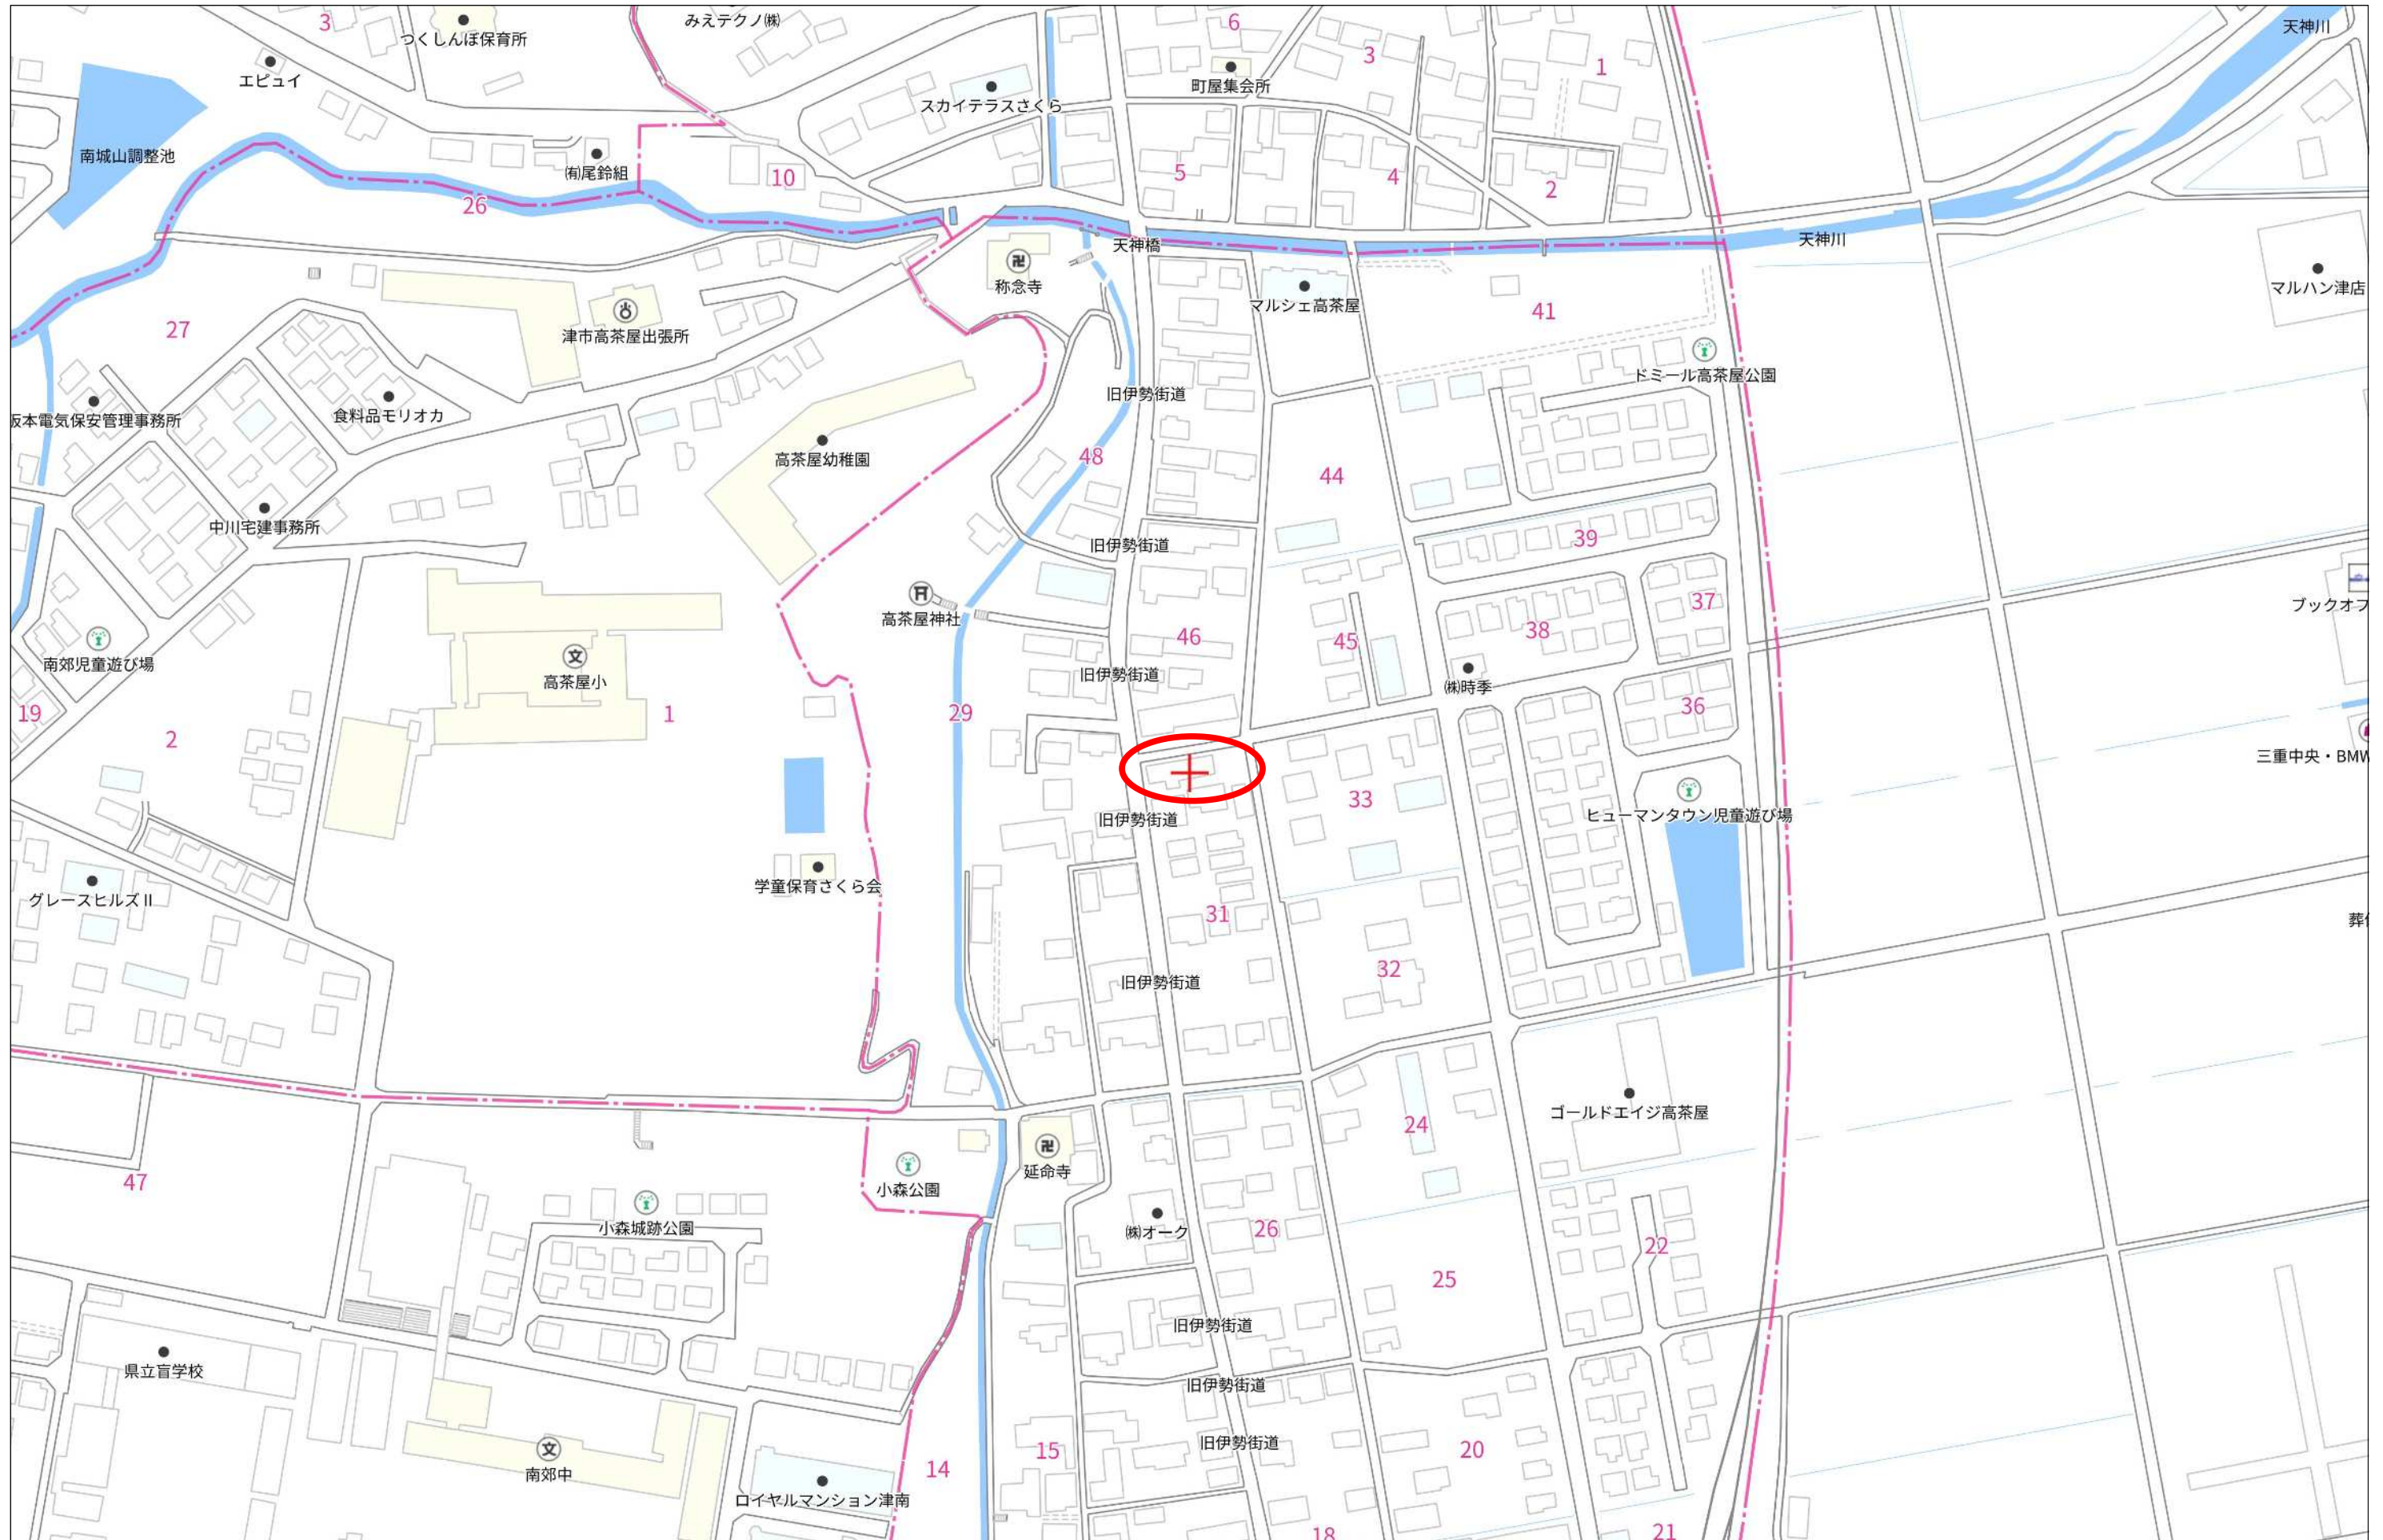 3
つくしんぼ保育所
みえテクノ㈱
6
天神川
エピュイ
3
町屋集会所
1
スカイテラスさくら
南城山調整池
㈲尾鈴組
10
5
4
2
26
天神橋
天神川
称念寺
マルシェ高茶屋
マルハン津店
27
津市高茶屋出張所
41
ドミール高茶屋公園
旧伊勢街道
食料品モリオカ
坂本電気保安管理事務所
高茶屋幼稚園
48
44
中川宅建事務所
旧伊勢街道
39
高茶屋神社
37
ブックオフ
46
45
38
南郊児童遊び場
高茶屋小
旧伊勢街道
㈱時季
19
2
1
29
36
三重中央・BMW
33
旧伊勢街道
ヒューマンタウン児童遊び場
学童保育さくら会
グレースヒルズⅡ
31
32
旧伊勢街道
24
ゴールドエイジ高茶屋
延命寺
47
小森公園
小森城跡公園
㈱オーク
26
22
25
旧伊勢街道
県立盲学校
旧伊勢街道
旧伊勢街道
南郊中
14
15
20
ロイヤルマンション津南
18
21